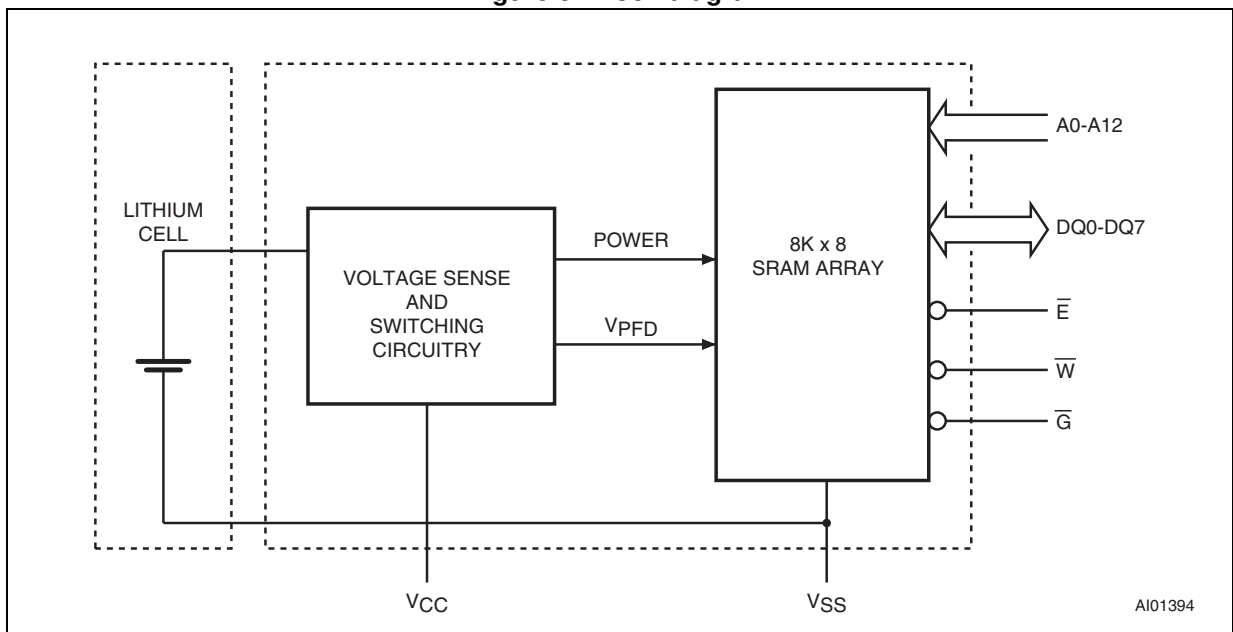 LITHIUM
CELL
VOLTAGE SENSE
AND
SWITCHING
CIRCUITRY
POWER
VPFD
8K x 8
SRAM ARRAY
A0-A12
DQ0-DQ7
E̅
W̅
G̅
VCC
VSS
AI01394